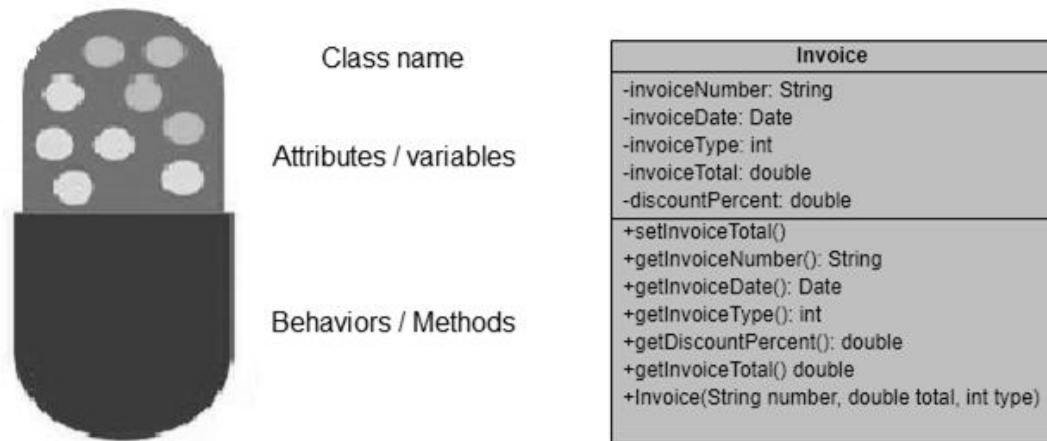 Class name
Attributes / variables
Behaviors / Methods
Invoice
-invoiceNumber: String
-invoiceDate: Date
-invoiceType: int
-invoiceTotal: double
-discountPercent: double
+setInvoiceTotal()
+getInvoiceNumber(): String
+getInvoiceDate(): Date
+getInvoiceType(): int
+getDiscountPercent(): double
+getInvoiceTotal() double
+Invoice(String number, double total, int type)